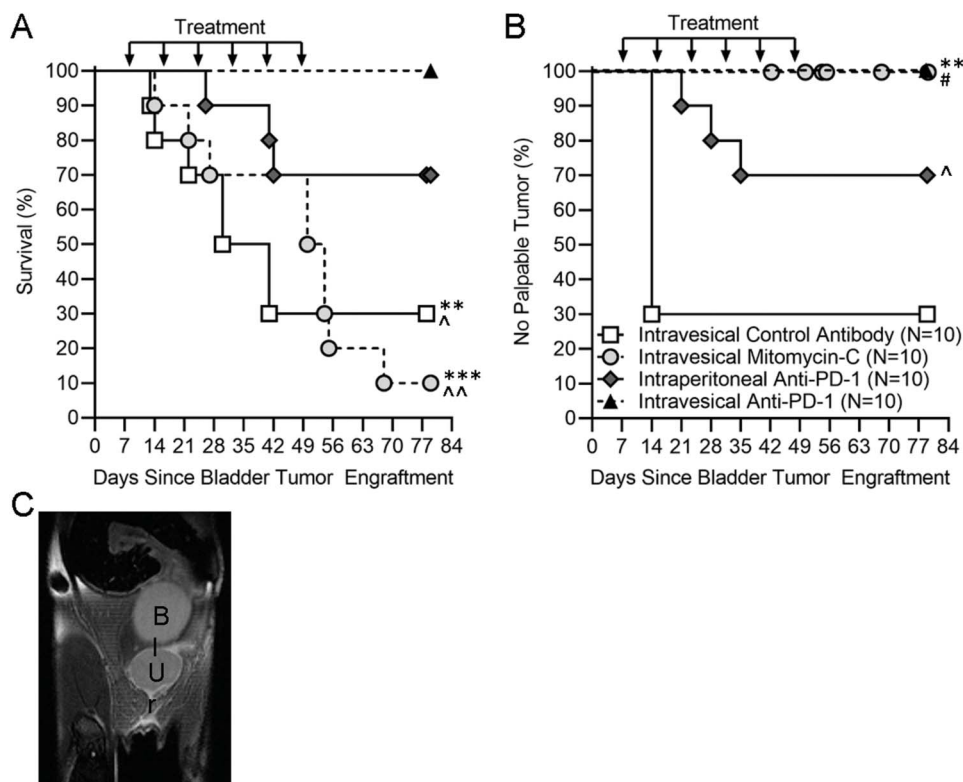 A
Treatment
Survival (%)
100
90
80
70
60
50
40
30
20
10
0
**
^
***
^^
0 7 14 21 28 35 42 49 56 63 70 77 84
Days Since Bladder Tumor Engraftment
B
Treatment
No Palpable Tumor (%)
100
90
80
70
60
50
40
30
20
10
0
**
#
^
Intravesical Control Antibody (N=10)
Intravesical Mitomycin-C (N=10)
Intraperitoneal Anti-PD-1 (N=10)
Intravesical Anti-PD-1 (N=10)
0 7 14 21 28 35 42 49 56 63 70 77 84
Days Since Bladder Tumor Engraftment
C
B
l
U
r